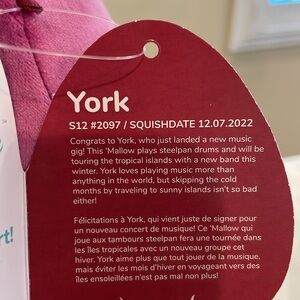 York
S12 #2097 / SQUISHDATE 12.07.2022
Congrats to York, who just landed a new music
gig! This 'Mallow plays steelpan drums and will be
touring the tropical islands with a new band this
winter. York loves playing music more than
anything in the world, but skipping the cold
months by traveling to sunny islands isn't so bad
either!
Félicitations à York, qui vient juste de signer pour
un nouveau concert de musique! Ce 'Mallow qui
joue aux tambours steelpan fera une tournée dans
les îles tropicales avec un nouveau groupe cet
hiver. York aime plus que tout jouer de la musique,
mais éviter les mois d'hiver en voyageant vers des
îles ensoleillées n'est pas mal non plus!
rt!